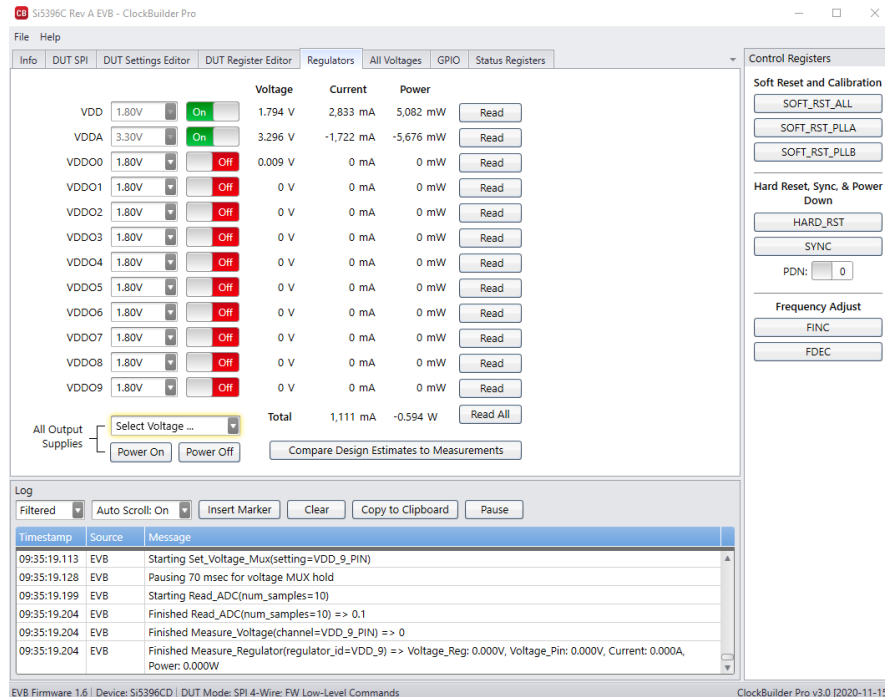 CB Si5396C Rev A EVB - ClockBuilder Pro
File Help
Info DUT SPI DUT Settings Editor DUT Register Editor Regulators All Voltages GPIO Status Registers
Voltage Current Power
VDD 1.80V On 1.794 V 2,833 mA 5,082 mW Read
VDDA 3.30V On 3.296 V -1,722 mA -5,676 mW Read
VDDO0 1.80V Off 0.009 V 0 mA 0 mW Read
VDDO1 1.80V Off 0 V 0 mA 0 mW Read
VDDO2 1.80V Off 0 V 0 mA 0 mW Read
VDDO3 1.80V Off 0 V 0 mA 0 mW Read
VDDO4 1.80V Off 0 V 0 mA 0 mW Read
VDDO5 1.80V Off 0 V 0 mA 0 mW Read
VDDO6 1.80V Off 0 V 0 mA 0 mW Read
VDDO7 1.80V Off 0 V 0 mA 0 mW Read
VDDO8 1.80V Off 0 V 0 mA 0 mW Read
VDDO9 1.80V Off 0 V 0 mA 0 mW Read
Total 1,111 mA -0.594 W Read All
All Output
Supplies
Select Voltage ...
Power On Power Off
Compare Design Estimates to Measurements
Control Registers
Soft Reset and Calibration
SOFT_RST_ALL
SOFT_RST_PLLA
SOFT_RST_PLLB
Hard Reset, Sync, & Power
Down
HARD_RST
SYNC
PDN: 0
Frequency Adjust
FINC
FDEC
Log
Filtered Auto Scroll: On Insert Marker Clear Copy to Clipboard Pause
Timestamp Source Message
09:35:19.113 EVB Starting Set_Voltage_Mux(setting=VDD_9_PIN)
09:35:19.128 EVB Pausing 70 msec for voltage MUX hold
09:35:19.199 EVB Starting Read_ADC(num_samples=10)
09:35:19.204 EVB Finished Read_ADC(num_samples=10) => 0.1
09:35:19.204 EVB Finished Measure_Voltage(channel=VDD_9_PIN) => 0
09:35:19.204 EVB Finished Measure_Regulator(regulator_id=VDD_9) => Voltage_Reg: 0.000V, Voltage_Pin: 0.000V, Current: 0.000A,
Power: 0.000W
EVB Firmware 1.6 | Device: Si5396CD | DUT Mode: SPI 4-Wire: FW Low-Level Commands ClockBuilder Pro v3.0 [2020-11-15